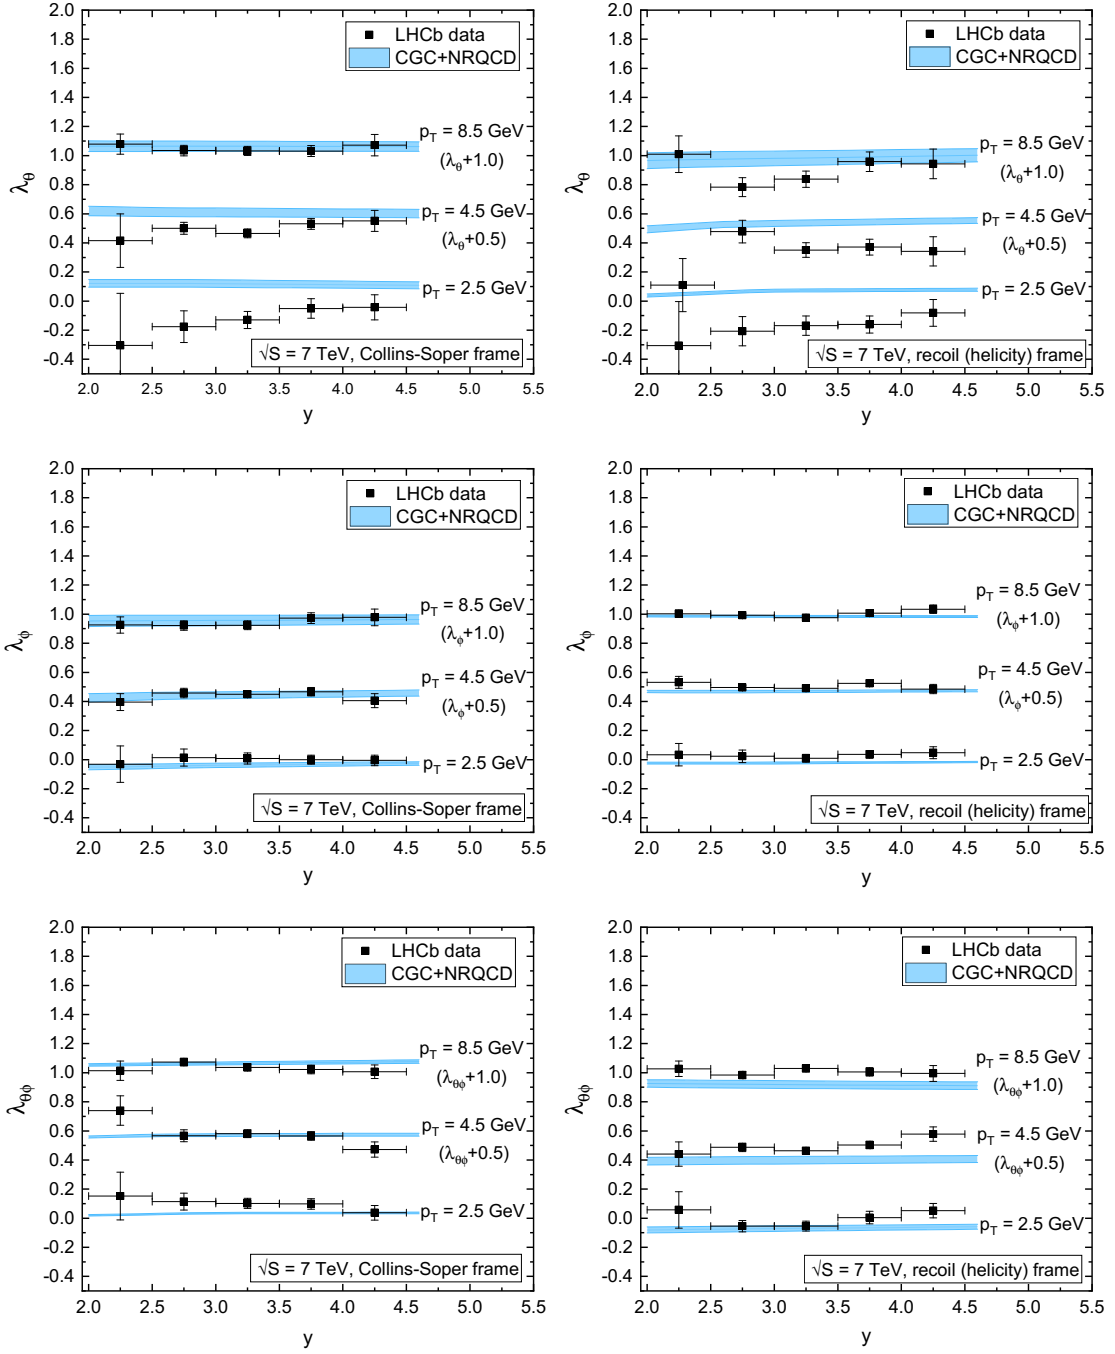 2.0
1.8
1.6
1.4
1.2
1.0
0.8
0.6
0.4
0.2
0.0
-0.2
-0.4
λθ
LHCb data
CGC+NRQCD
pT = 8.5 GeV
(λθ+1.0)
pT = 4.5 GeV
(λθ+0.5)
pT = 2.5 GeV
√S = 7 TeV, Collins-Soper frame
2.0 2.5 3.0 3.5 4.0 4.5 5.0 5.5
y
2.0
1.8
1.6
1.4
1.2
1.0
0.8
0.6
0.4
0.2
0.0
-0.2
-0.4
λθ
LHCb data
CGC+NRQCD
pT = 8.5 GeV
(λθ+1.0)
pT = 4.5 GeV
(λθ+0.5)
pT = 2.5 GeV
√S = 7 TeV, recoil (helicity) frame
2.0 2.5 3.0 3.5 4.0 4.5 5.0 5.5
y
2.0
1.8
1.6
1.4
1.2
1.0
0.8
0.6
0.4
0.2
0.0
-0.2
-0.4
λϕ
LHCb data
CGC+NRQCD
pT = 8.5 GeV
(λϕ+1.0)
pT = 4.5 GeV
(λϕ+0.5)
pT = 2.5 GeV
√S = 7 TeV, Collins-Soper frame
2.0 2.5 3.0 3.5 4.0 4.5 5.0 5.5
y
2.0
1.8
1.6
1.4
1.2
1.0
0.8
0.6
0.4
0.2
0.0
-0.2
-0.4
λϕ
LHCb data
CGC+NRQCD
pT = 8.5 GeV
(λϕ+1.0)
pT = 4.5 GeV
(λϕ+0.5)
pT = 2.5 GeV
√S = 7 TeV, recoil (helicity) frame
2.0 2.5 3.0 3.5 4.0 4.5 5.0 5.5
y
2.0
1.8
1.6
1.4
1.2
1.0
0.8
0.6
0.4
0.2
0.0
-0.2
-0.4
λθϕ
LHCb data
CGC+NRQCD
pT = 8.5 GeV
(λθϕ+1.0)
pT = 4.5 GeV
(λθϕ+0.5)
pT = 2.5 GeV
√S = 7 TeV, Collins-Soper frame
2.0 2.5 3.0 3.5 4.0 4.5 5.0 5.5
y
2.0
1.8
1.6
1.4
1.2
1.0
0.8
0.6
0.4
0.2
0.0
-0.2
-0.4
λθϕ
LHCb data
CGC+NRQCD
pT = 8.5 GeV
(λθϕ+1.0)
pT = 4.5 GeV
(λθϕ+0.5)
pT = 2.5 GeV
√S = 7 TeV, recoil (helicity) frame
2.0 2.5 3.0 3.5 4.0 4.5 5.0 5.5
y